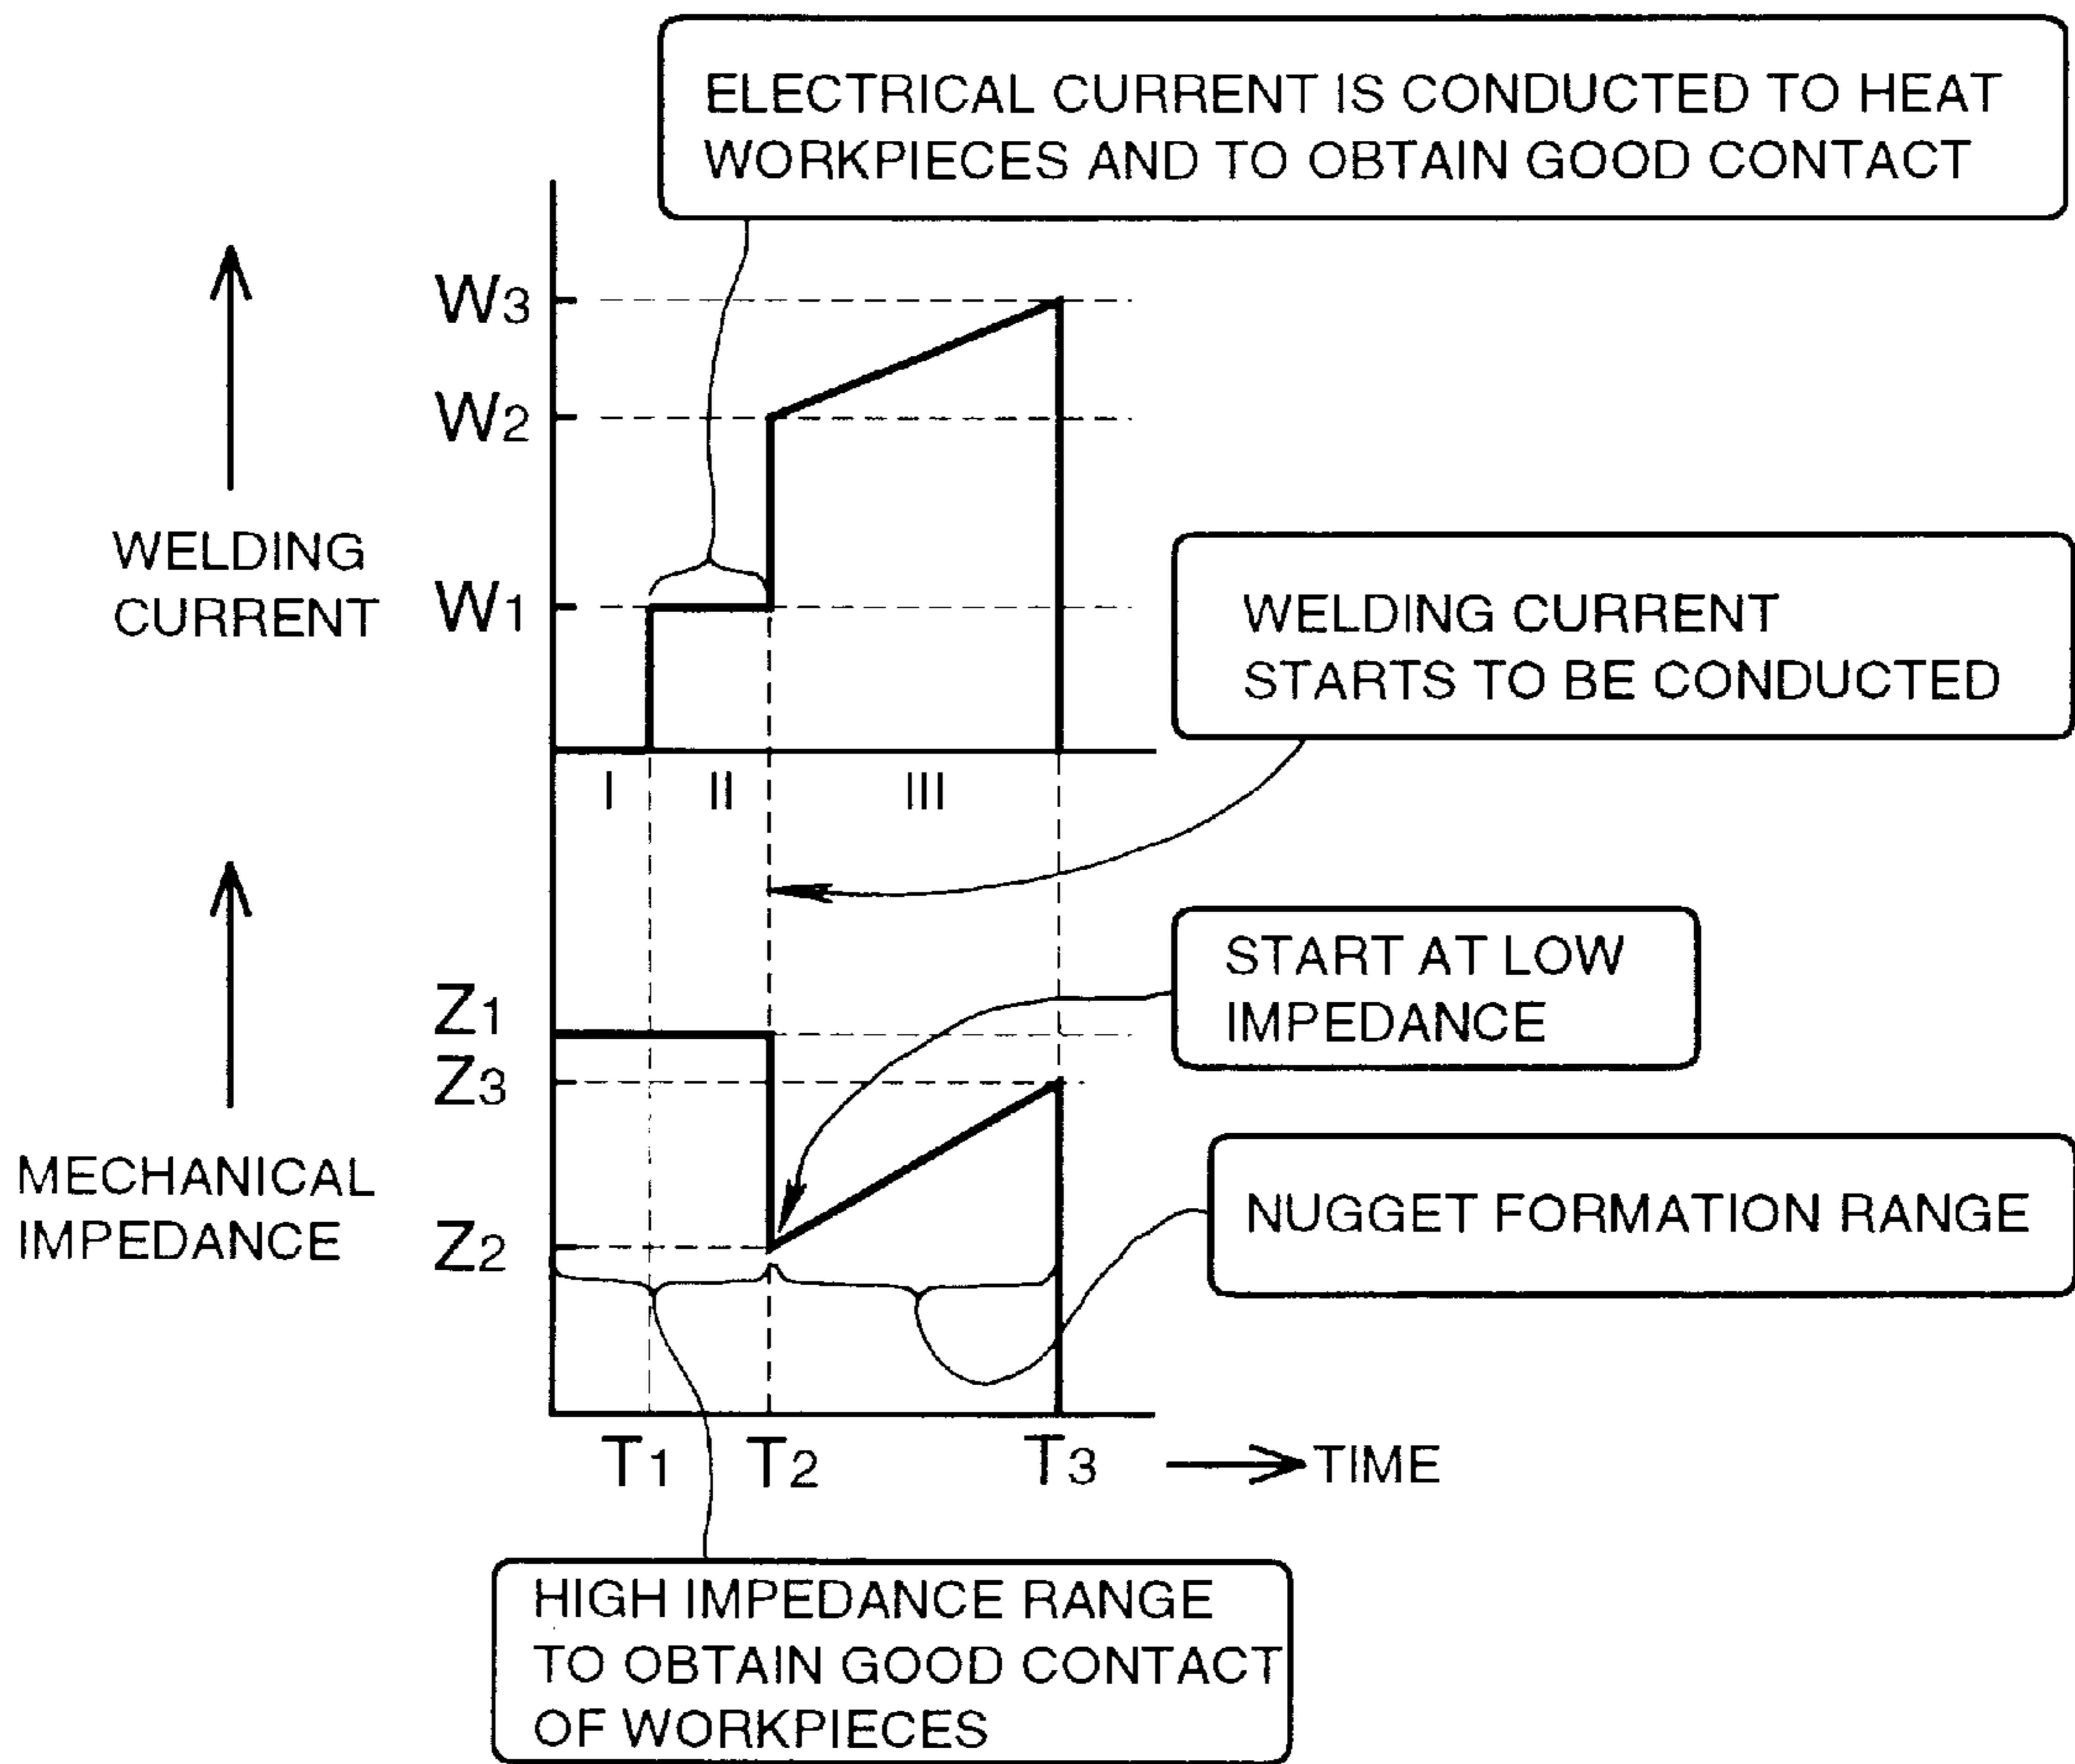 ELECTRICAL CURRENT IS CONDUCTED TO HEAT
WORKPIECES AND TO OBTAIN GOOD CONTACT
W3
W2
WELDING
CURRENT
W1
WELDING CURRENT
STARTS TO BE CONDUCTED
I II III
START AT LOW
IMPEDANCE
Z1
Z3
MECHANICAL
IMPEDANCE
Z2
NUGGET FORMATION RANGE
T1 T2 T3 TIME
HIGH IMPEDANCE RANGE
TO OBTAIN GOOD CONTACT
OF WORKPIECES